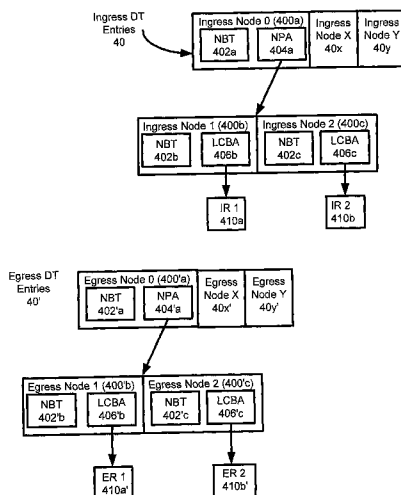 Ingress DT
Entries
40
Ingress Node 0 (400a)
NBT
402a
NPA
404a
Ingress
Node X
40x
Ingress
Node Y
40y
Ingress Node 1 (400b)
NBT
402b
LCBA
406b
Ingress Node 2 (400c)
NBT
402c
LCBA
406c
IR 1
410a
IR 2
410b
Egress DT
Entries
40'
Egress Node 0 (400'a)
NBT
402'a
NPA
404'a
Egress
Node X
40x'
Egress
Node Y
40y'
Egress Node 1 (400'b)
NBT
402'b
LCBA
406'b
Egress Node 2 (400'c)
NBT
402'c
LCBA
406'c
ER 1
410a'
ER 2
410b'